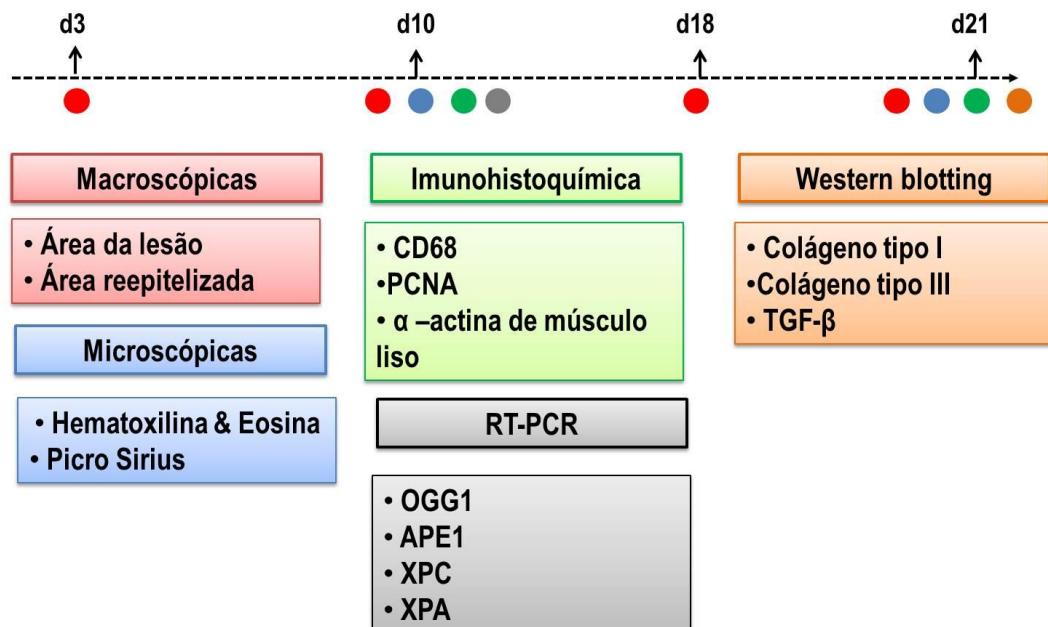 d3
d10
d18
d21
Macroscópicas
• Área da lesão
• Área reepitelizada
Microscópicas
• Hematoxilina & Eosina
• Picro Sirius
Imunohistoquímica
• CD68
•PCNA
• α –actina de músculo
liso
RT-PCR
• OGG1
• APE1
• XPC
• XPA
Western blotting
• Colágeno tipo I
•Colágeno tipo III
• TGF-β